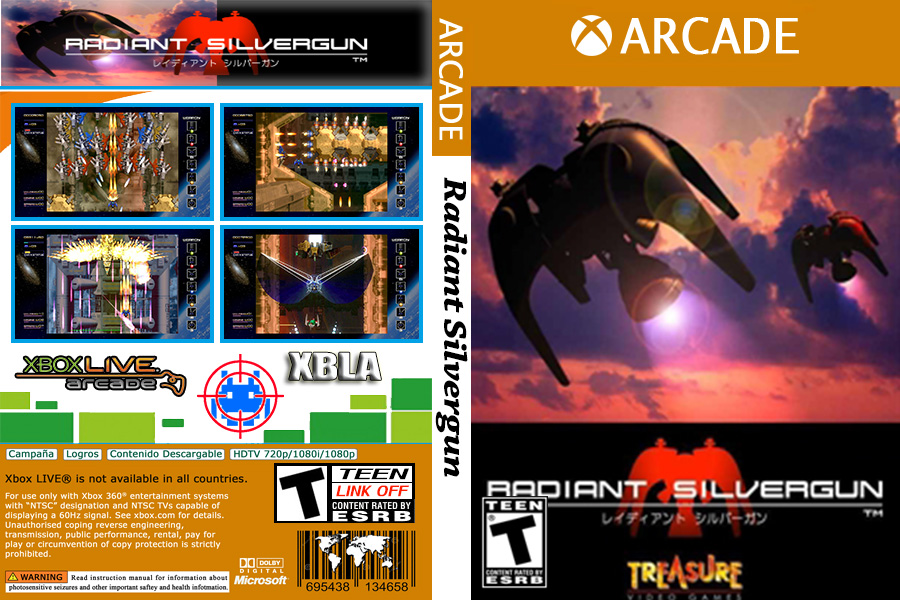 RADIANT SILVERGUN
TM
レイディアント シルバーガン
WEAPON
WEAPON
WEAPON
WEAPON
XBOX LIVE
arcade
XBLA
Campaña
Logros
Contenido Descargable
HDTV 720p/1080i/1080p
Xbox LIVE® is not available in all countries.
For use only with Xbox 360® entertainment systems
with “NTSC” designation and NTSC TVs capable of
displaying a 60Hz signal. See xbox.com for details.
Unauthorised coping reverse engineering,
transmission, public performance, rental, pay for
play or circumvention of copy protection is strictly
prohibited.
WARNING
Read instruction manual for information about
photosensitive seizures and other important saftey and health infotmation.
T
TEEN
LINK OFF
CONTENT RATED BY
ESRB
DOLBY
DIGITAL
Microsoft
695438 134658
ARCADE
Radiant Silvergun
ARCADE
RADIANT SILVERGUN
TM
レイディアント シルバーガン
TEEN
T
CONTENT RATED BY
ESRB
TREASURE
VIDEO GAMES